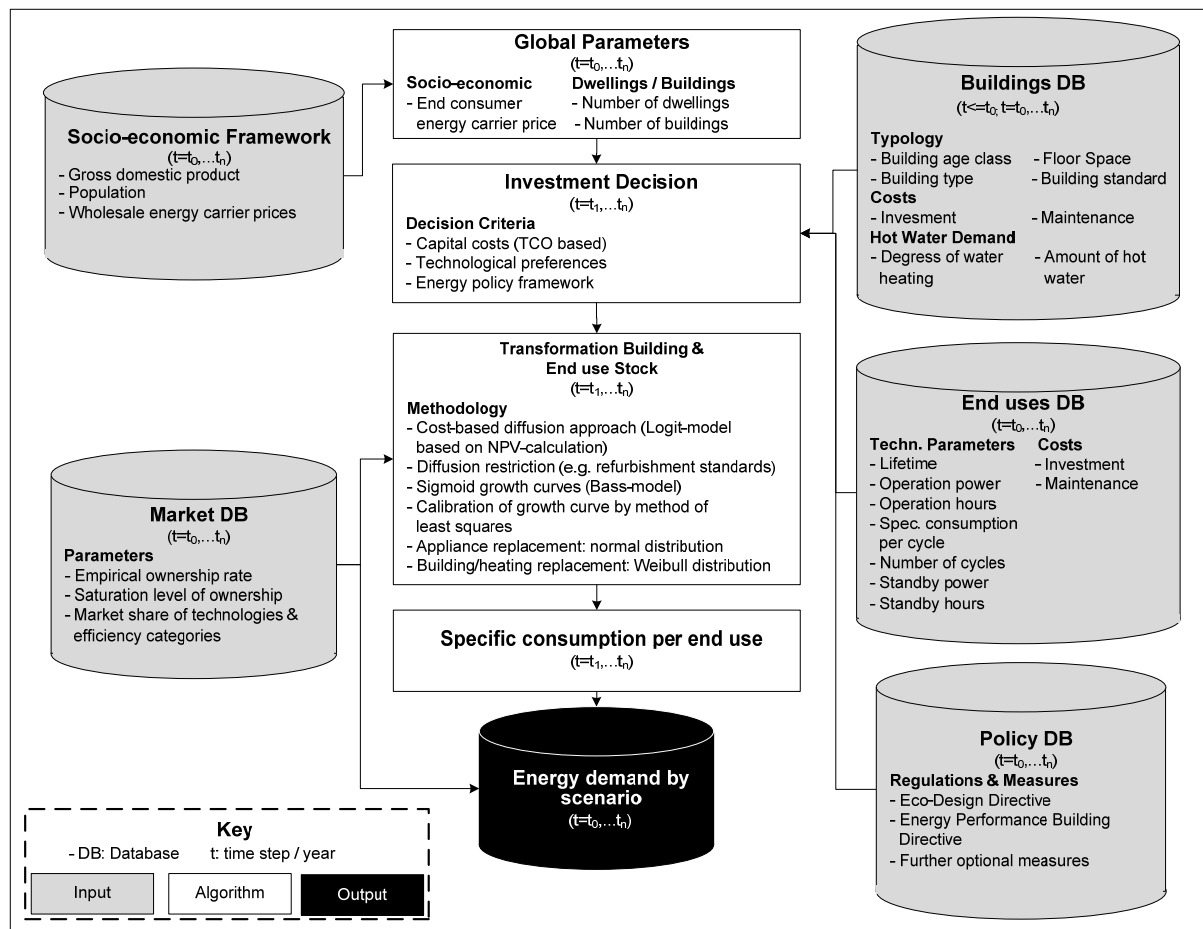 Global Parameters
(t=t0,...tn)
Socio-economic
- End consumer
energy carrier price
Dwellings / Buildings
- Number of dwellings
- Number of buildings
Socio-economic Framework
(t=t0,...tn)
- Gross domestic product
- Population
- Wholesale energy carrier prices
Investment Decision
(t=t1,...tn)
Decision Criteria
- Capital costs (TCO based)
- Technological preferences
- Energy policy framework
Buildings DB
(t<=t0; t=t0,...tn)
Typology
- Building age class
- Floor Space
- Building type
- Building standard
Costs
- Invesment
- Maintenance
Hot Water Demand
- Degress of water
heating
- Amount of hot
water
Transformation Building &
End use Stock
(t=t1,...tn)
Methodology
- Cost-based diffusion approach (Logit-model
based on NPV-calculation)
- Diffusion restriction (e.g. refurbishment standards)
- Sigmoid growth curves (Bass-model)
- Calibration of growth curve by method of
least squares
- Appliance replacement: normal distribution
- Building/heating replacement: Weibull distribution
End uses DB
(t=t0,...tn)
Techn. Parameters
- Lifetime
- Operation power
- Operation hours
- Spec. consumption
per cycle
- Number of cycles
- Standby power
- Standby hours
Costs
- Investment
- Maintenance
Market DB
(t=t0,...tn)
Parameters
- Empirical ownership rate
- Saturation level of ownership
- Market share of technologies &
efficiency categories
Specific consumption per end use
(t=t1,...tn)
Energy demand by
scenario
(t=t0,...tn)
Policy DB
(t=t0,...tn)
Regulations & Measures
- Eco-Design Directive
- Energy Performance Building
Directive
- Further optional measures
Key
- DB: Database
t: time step / year
Input
Algorithm
Output